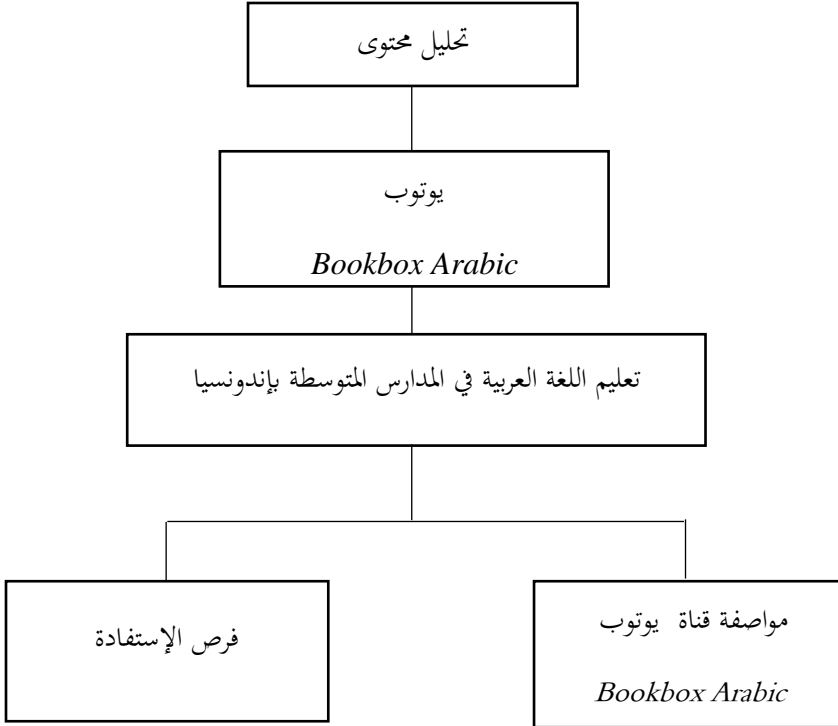 تحليل محتوى
يوتوب
Bookbox Arabic
تعليم اللغة العربية في المدارس المتوسطة بإندونسيا
مواصفة قناة يوتوب
Bookbox Arabic
فرص الإستفادة